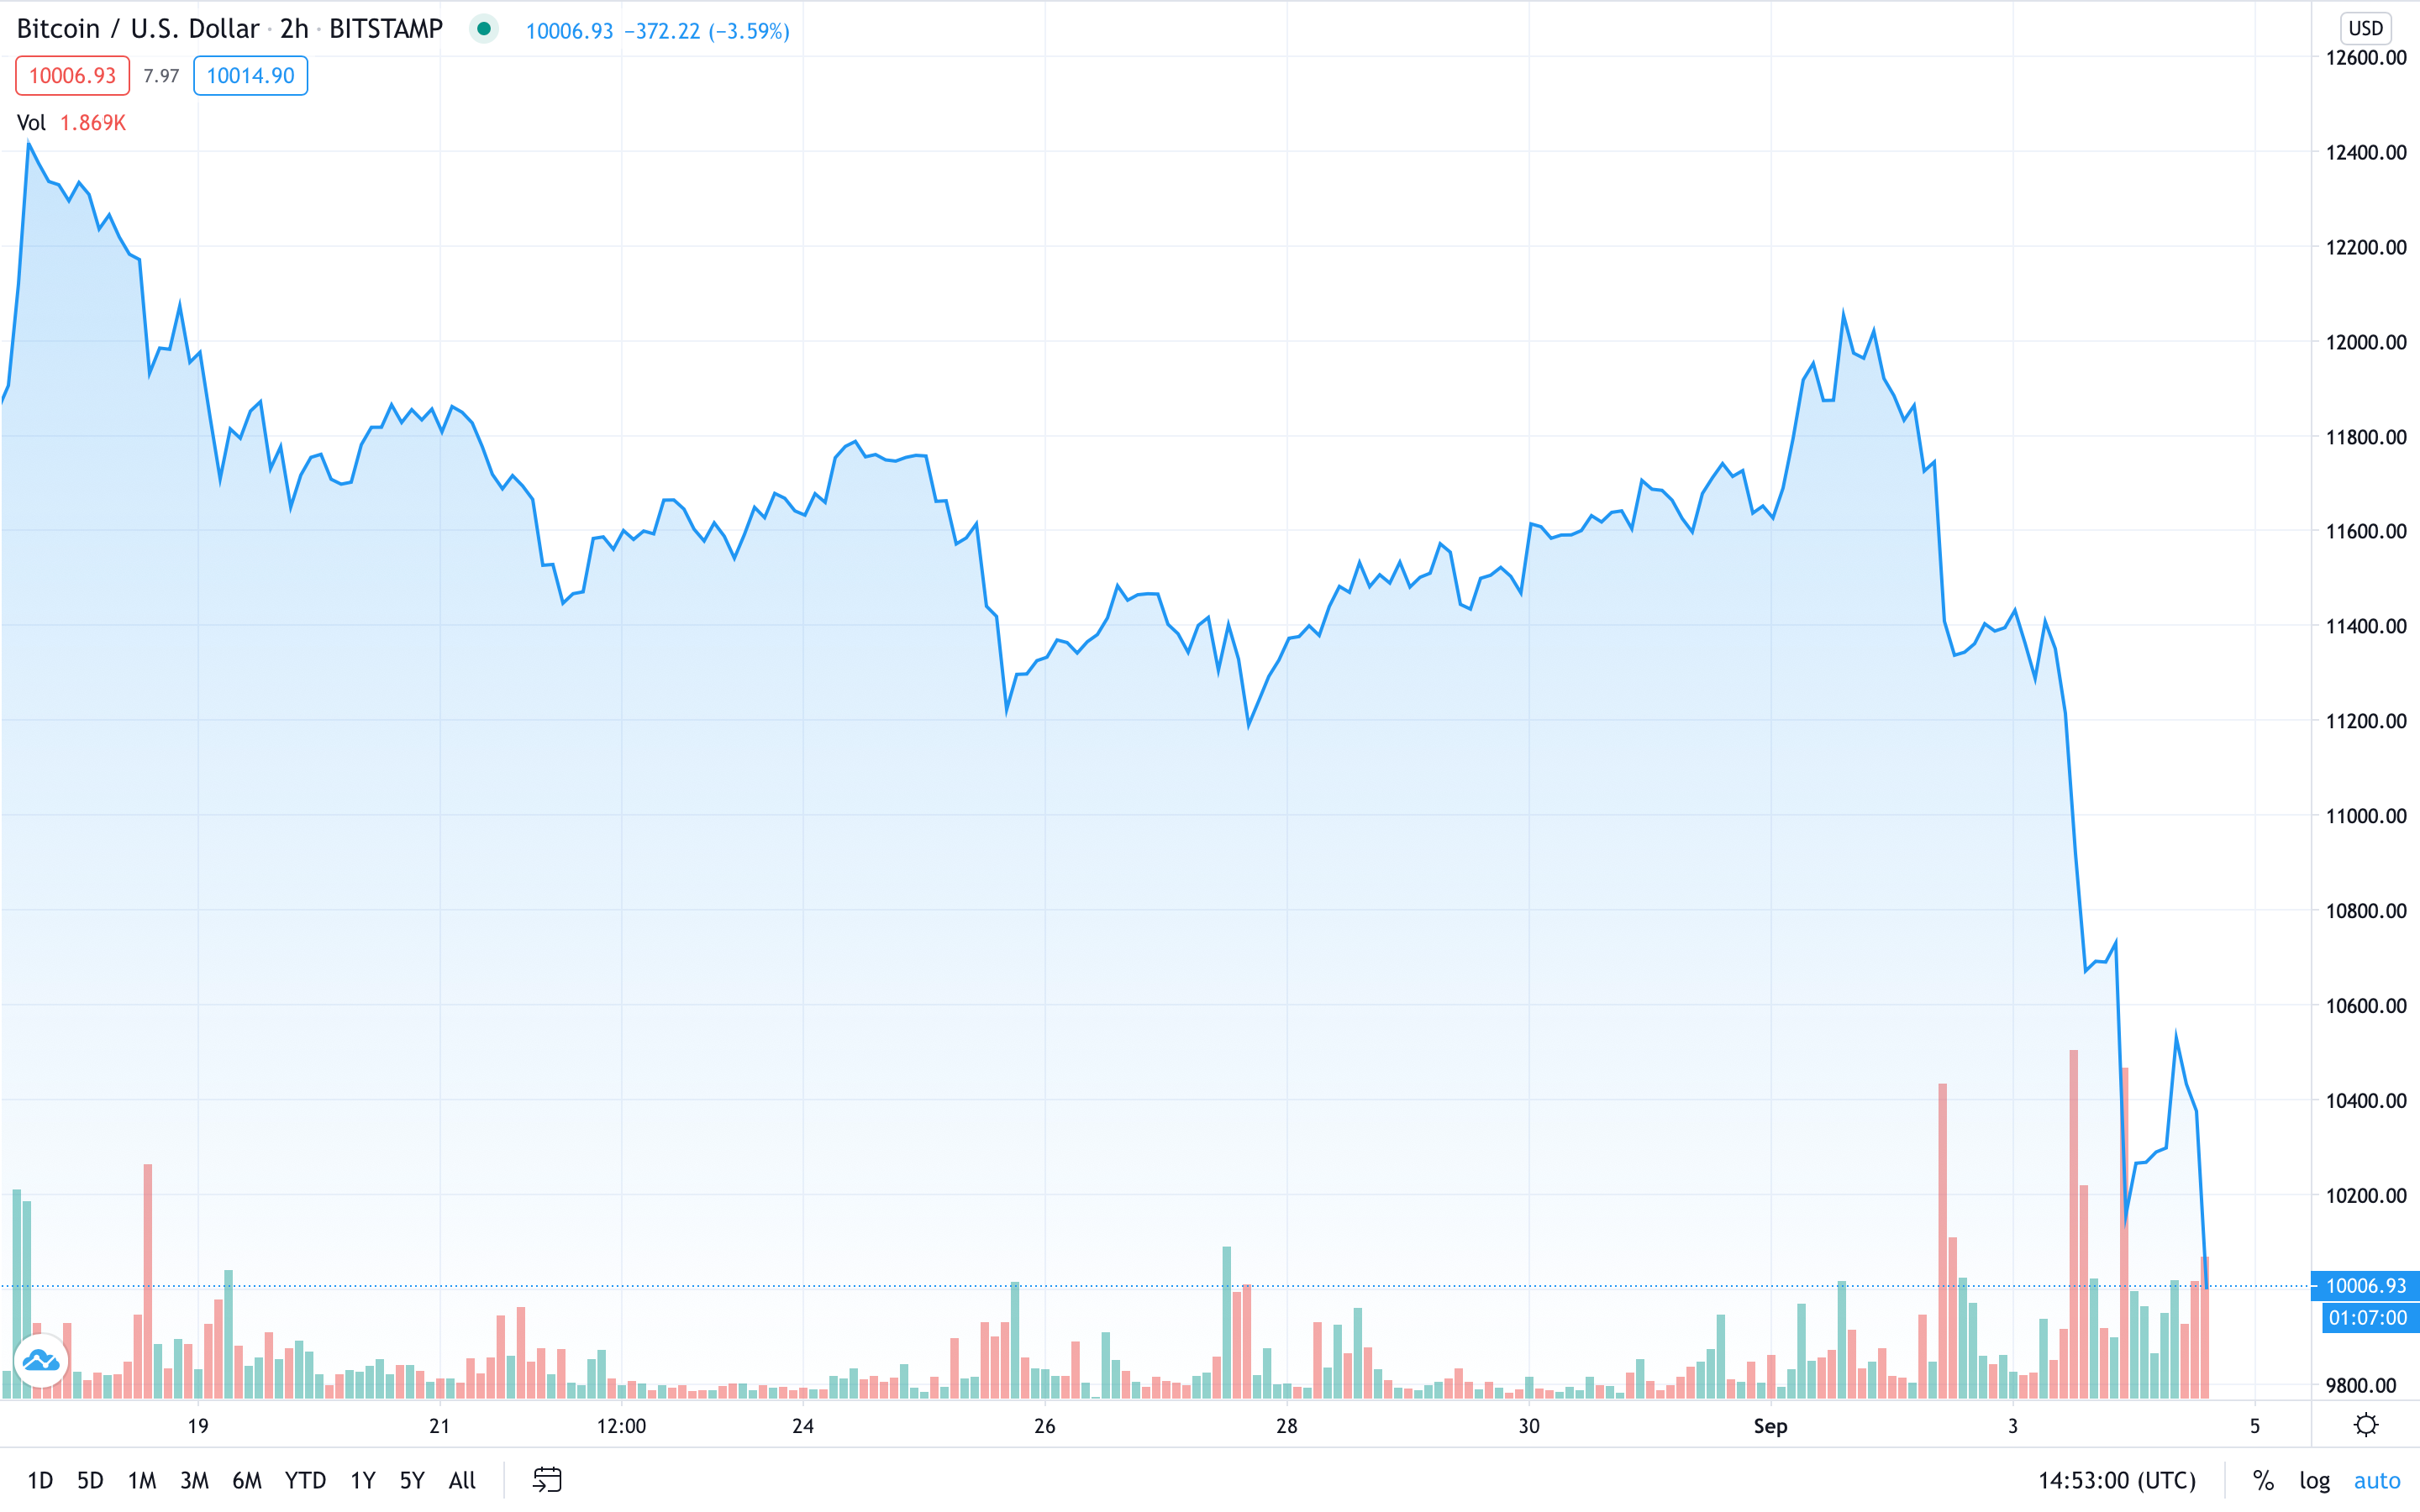 Bitcoin / U.S. Dollar · 2h · BITSTAMP 10006.93 −372.22 (−3.59%)
10006.93 7.97 10014.90
Vol 1.869K
USD
12600.00
12400.00
12200.00
12000.00
11800.00
11600.00
11400.00
11200.00
11000.00
10800.00
10600.00
10400.00
10200.00
10006.93
01:07:00
9800.00
19 21 12:00 24 26 28 30 Sep 3 5
1D 5D 1M 3M 6M YTD 1Y 5Y All 14:53:00 (UTC) % log auto